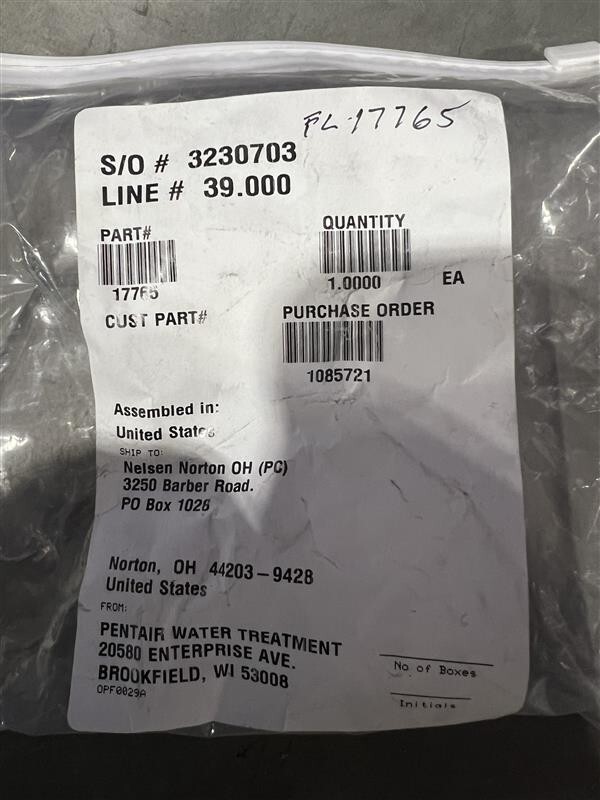 FL-17765
S/O # 3230703
LINE # 39.000
PART#
17765
QUANTITY
1.0000 EA
CUST PART#
PURCHASE ORDER
1085721
Assembled in:
United States
SHIP TO:
Nelsen Norton OH (PC)
3250 Barber Road.
PO Box 1028
Norton, OH 44203-9428
United States
FROM:
PENTAIR WATER TREATMENT
20580 ENTERPRISE AVE.
BROOKFIELD, WI 53008
OPF0029A
No of Boxes
Initials